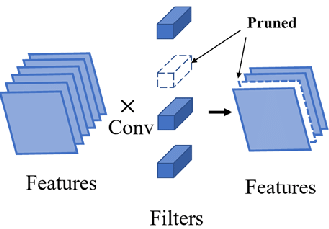 Pruned
×
Conv
Features
Features
Filters